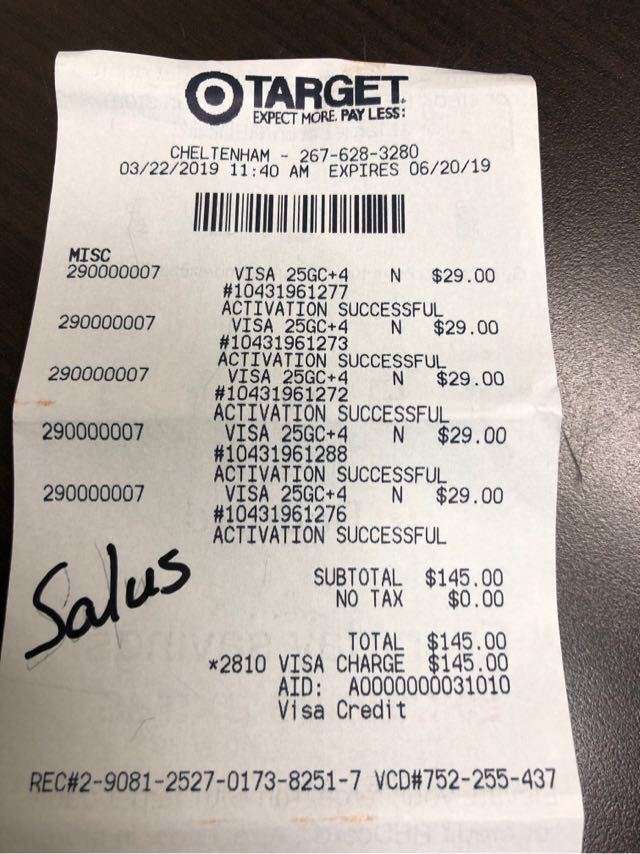 TARGET
EXPECT MORE. PAY LESS:
CHELTENHAM - 267-628-3280
03/22/2019 11:40 AM EXPIRES 06/20/19
MISC
290000007 VISA 25GC+4 N $29.00
#10431961277
ACTIVATION SUCCESSFUL
290000007 VISA 25GC+4 N $29.00
#10431961273
ACTIVATION SUCCESSFUL
290000007 VISA 25GC+4 N $29.00
#10431961272
ACTIVATION SUCCESSFUL
290000007 VISA 25GC+4 N $29.00
#10431961288
ACTIVATION SUCCESSFUL
290000007 VISA 25GC+4 N $29.00
#10431961276
ACTIVATION SUCCESSFUL
Salus
SUBTOTAL $145.00
NO TAX $0.00
TOTAL $145.00
*2810 VISA CHARGE $145.00
AID: A0000000031010
Visa Credit
REC#2-9081-2527-0173-8251-7 VCD#752-255-437